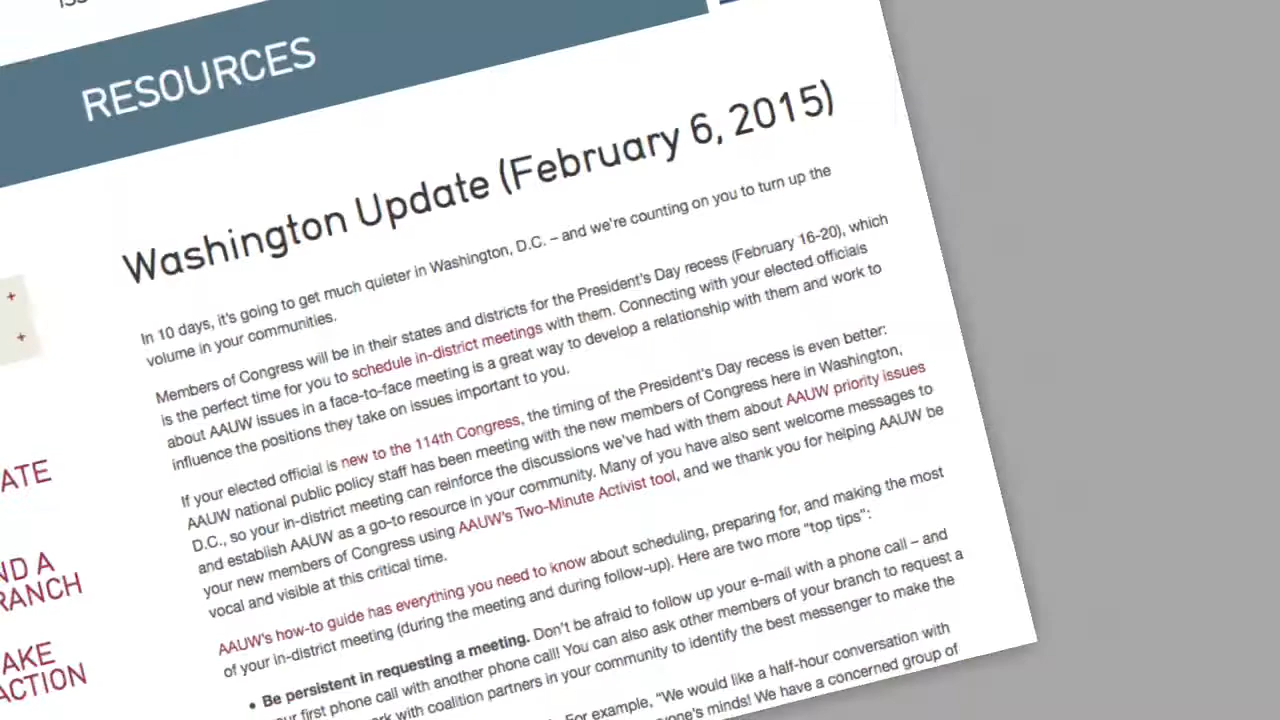 RESOURCES
Washington Update (February 6, 2015)
In 10 days, it's going to get much quieter in Washington, D.C. – and we're counting on you to turn up the
volume in your communities.
Members of Congress will be in their states and districts for the President's Day recess (February 16-20), which
is the perfect time for you to schedule in-district meetings with them. Connecting with your elected officials
about AAUW issues in a face-to-face meeting is a great way to develop a relationship with them and work to
influence the positions they take on issues important to you.
If your elected official is new to the 114th Congress, the timing of the President's Day recess is even better:
AAUW national public policy staff has been meeting with the new members of Congress here in Washington,
D.C., so your in-district meeting can reinforce the discussions we've had with them about AAUW priority issues
and establish AAUW as a go-to resource in your community. Many of you have also sent welcome messages to
your new members of Congress using AAUW's Two-Minute Activist tool, and we thank you for helping AAUW be
vocal and visible at this critical time.
AAUW's how-to guide has everything you need to know about scheduling, preparing for, and making the most
of your in-district meeting (during the meeting and during follow-up). Here are two more "top tips":
• Be persistent in requesting a meeting. Don't be afraid to follow up your e-mail with a phone call – and
ur first phone call with another phone call! You can also ask other members of your branch to request a
rk with coalition partners in your community to identify the best messenger to make the
For example, "We would like a half-hour conversation with
one's minds! We have a concerned group of
+
+
ATE
ND A
RANCH
AKE
ACTION